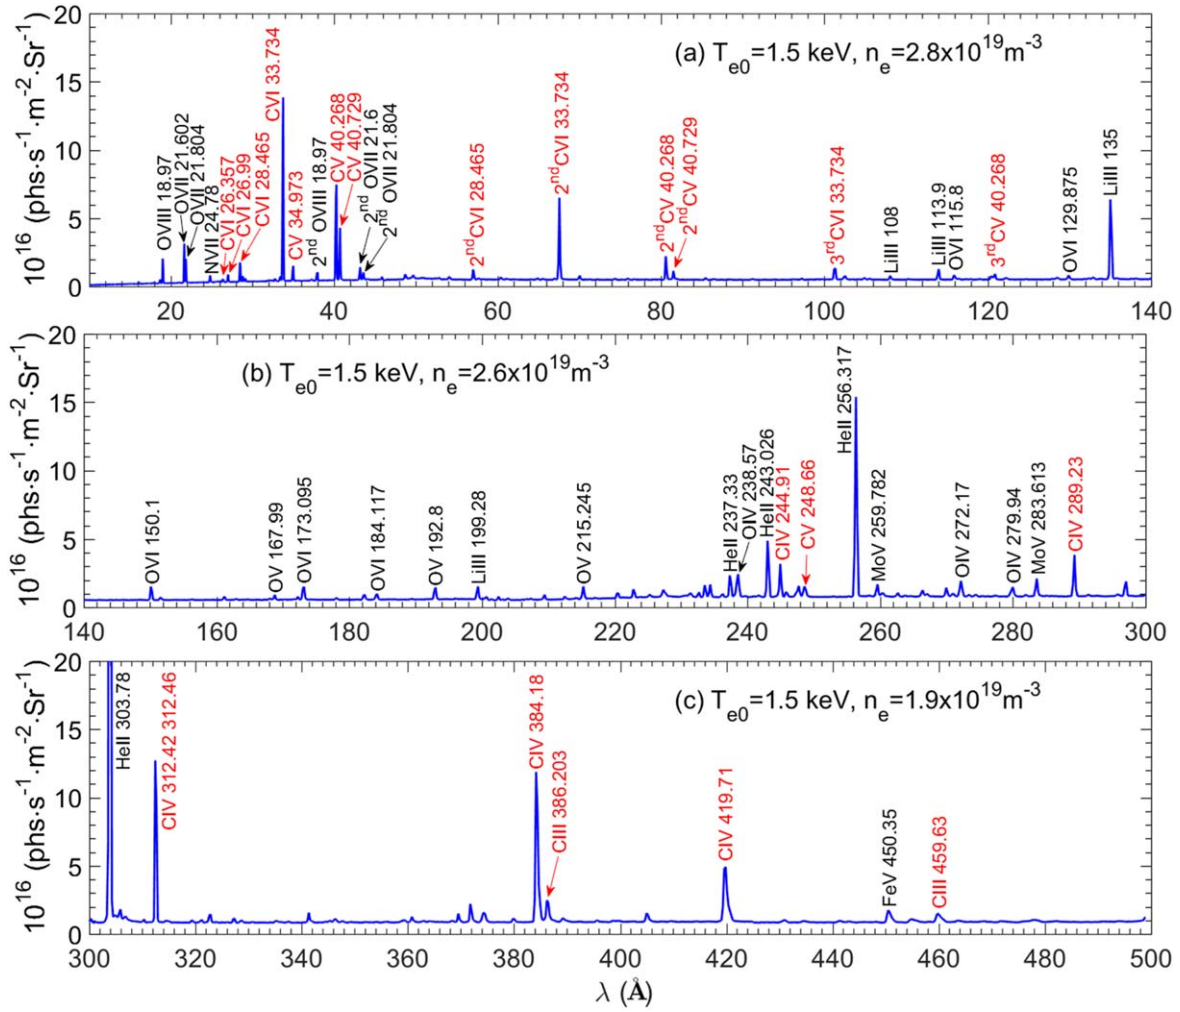 (a) Te0=1.5 keV, ne=2.8x10^19m^-3
10^16 (phs·s^-1·m^-2·Sr^-1)
20
15
10
5
0
OVIII 18.97
OVII 21.602
OVII 21.804
NVII 24.78
CVI 26.357
CVI 26.99
CVI 28.465
CVI 33.734
CV 34.973
2nd OVIII 18.97
CV 40.268
CV 40.729
2nd OVII 21.6
2nd OVII 21.804
2ndCVI 28.465
2ndCVI 33.734
2ndCV 40.268
2ndCV 40.729
3rdCVI 33.734
LiIII 108
LiIII 113.9
OVI 115.8
3rdCV 40.268
OVI 129.875
LiIII 135
20 40 60 80 100 120 140
(b) Te0=1.5 keV, ne=2.6x10^19m^-3
10^16 (phs·s^-1·m^-2·Sr^-1)
20
15
10
5
0
OVI 150.1
OV 167.99
OVI 173.095
OVI 184.117
OV 192.8
LiIII 199.28
OV 215.245
HeII 237.33
OIV 238.57
HeII 243.026
CIV 244.91
CV 248.66
HeII 256.317
MoV 259.782
OIV 272.17
OIV 279.94
MoV 283.613
CIV 289.23
140 160 180 200 220 240 260 280 300
(c) Te0=1.5 keV, ne=1.9x10^19m^-3
10^16 (phs·s^-1·m^-2·Sr^-1)
20
15
10
5
0
HeII 303.78
CIV 312.42 312.46
CIV 384.18
CIII 386.203
CIV 419.71
FeV 450.35
CIII 459.63
300 320 340 360 380 400 420 440 460 480 500
λ (Å)